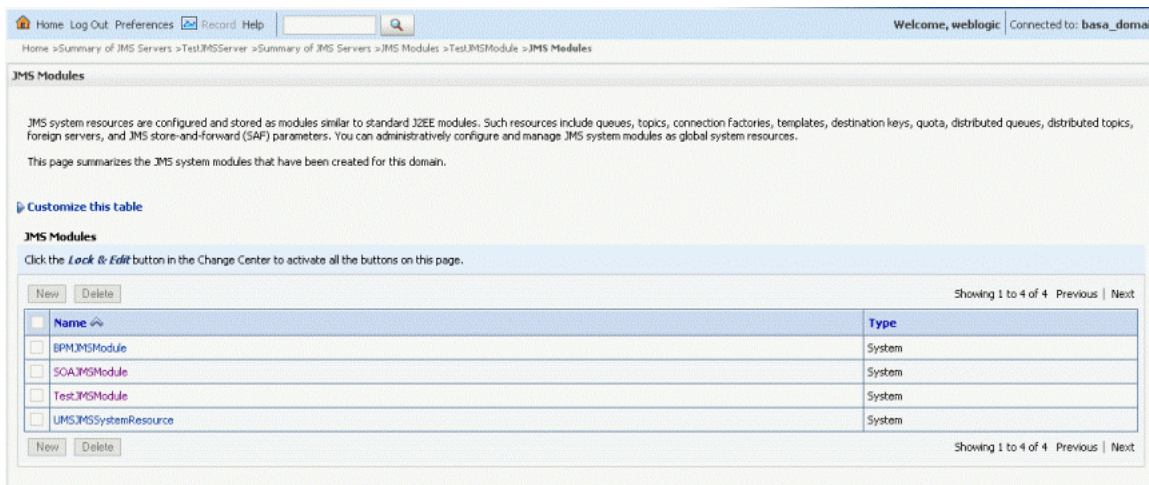 Home Log Out Preferences Record Help
Welcome, weblogic Connected to: basa_domai
Home >Summary of JMS Servers >TestJMSServer >Summary of JMS Servers >JMS Modules >TestJMSModule >JMS Modules
JMS Modules
JMS system resources are configured and stored as modules similar to standard J2EE modules. Such resources include queues, topics, connection factories, templates, destination keys, quota, distributed queues, distributed topics,
foreign servers, and JMS store-and-forward (SAF) parameters. You can administratively configure and manage JMS system modules as global system resources.
This page summarizes the JMS system modules that have been created for this domain.
Customize this table
JMS Modules
Click the Lock & Edit button in the Change Center to activate all the buttons on this page.
New Delete
Showing 1 to 4 of 4 Previous | Next
Name Type
BPMJMSModule System
SOAJMSModule System
TestJMSModule System
UMSJMSSystemResource System
New Delete
Showing 1 to 4 of 4 Previous | Next